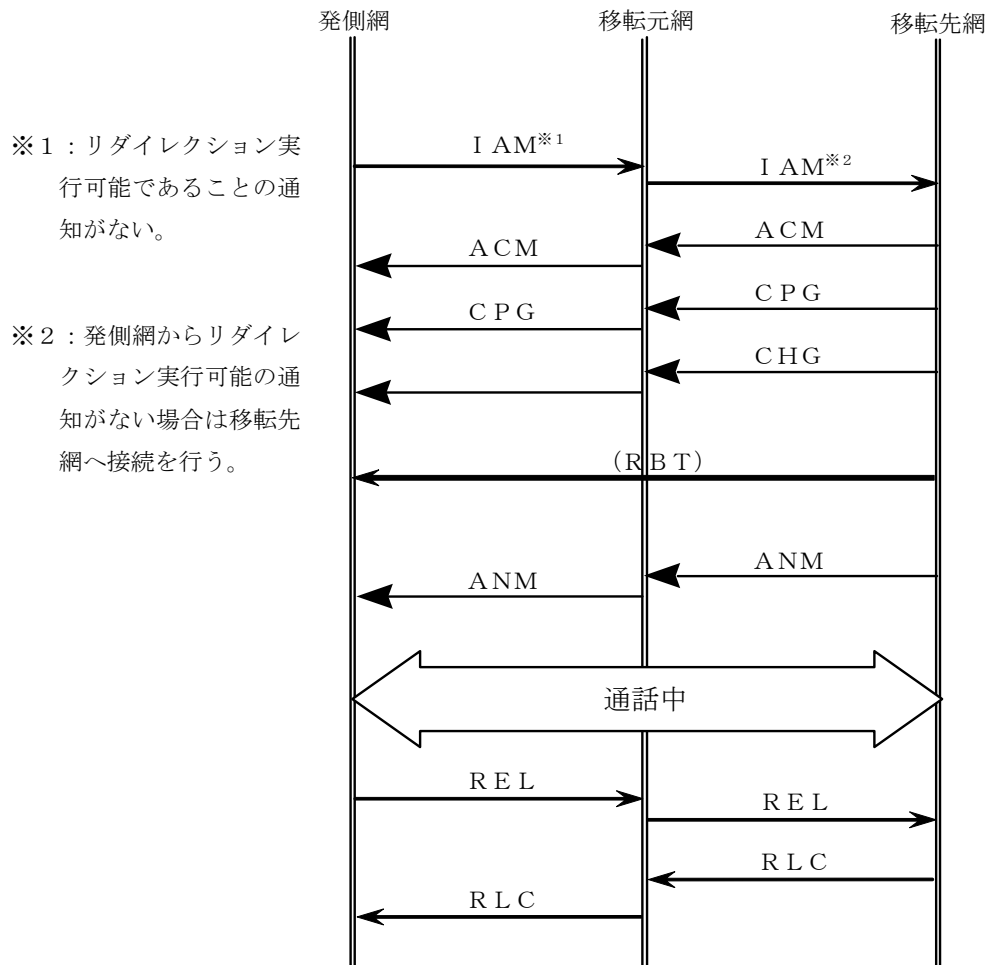 発側網 移転元網 移転先網
※１：リダイレクション実
行可能であることの通
知がない。
ＩＡＭ※1
ＩＡＭ※2
ＡＣＭ
ＡＣＭ
ＣＰＧ
ＣＰＧ
※２：発側網からリダイレ
クション実行可能の通
知がない場合は移転先
網へ接続を行う。
ＣＨＧ
（ＲＢＴ）
ＡＮＭ
ＡＮＭ
通話中
ＲＥＬ
ＲＥＬ
ＲＬＣ
ＲＬＣ